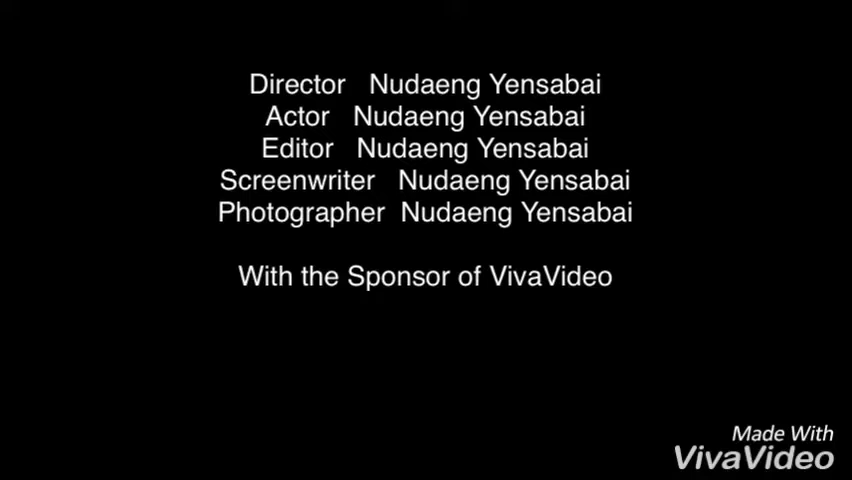 Director Nudaeng Yensabai
Actor Nudaeng Yensabai
Editor Nudaeng Yensabai
Screenwriter Nudaeng Yensabai
Photographer Nudaeng Yensabai
With the Sponsor of VivaVideo
Made With
VivaVideo